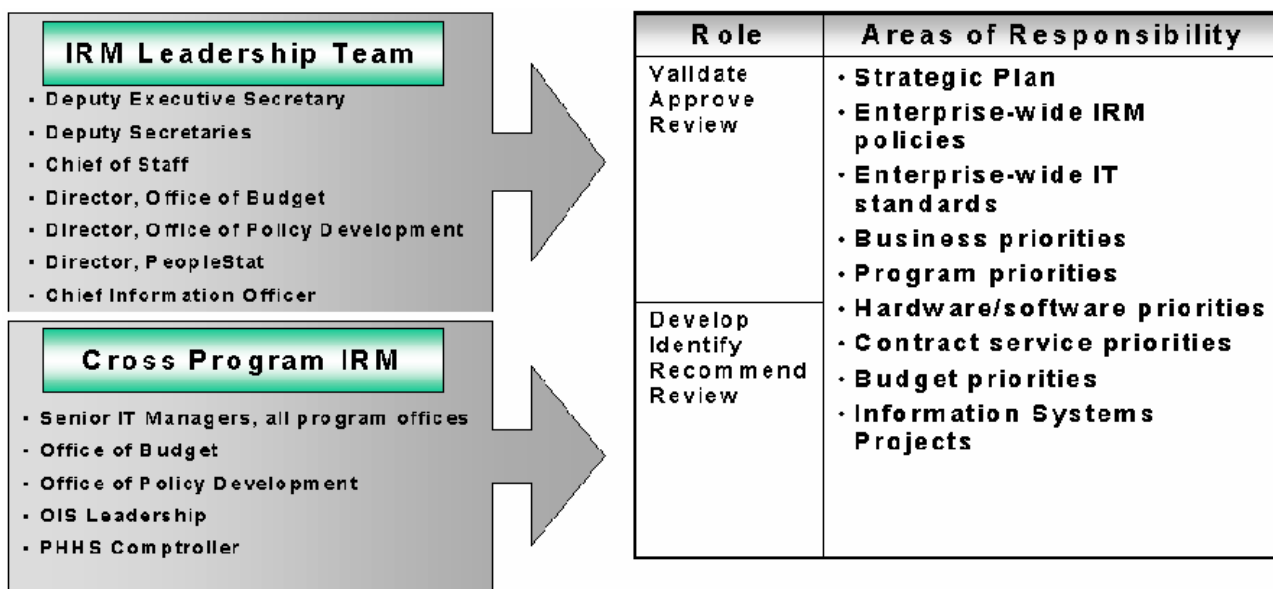 IRM Leadership Team
- Deputy Executive Secretary
- Deputy Secretaries
- Chief of Staff
- Director, Office of Budget
- Director, Office of Policy Development
- Director, PeopleStat
- Chief Information Officer
Cross Program IRM
- Senior IT Managers, all program offices
- Office of Budget
- Office of Policy Development
- OIS Leadership
- PHHS Comptroller
Role
Validate
Approve
Review
Develop
Identify
Recommend
Review
Areas of Responsibility
· Strategic Plan
· Enterprise-wide IRM
policies
· Enterprise-wide IT
standards
· Business priorities
· Program priorities
· Hardware/software priorities
· Contract service priorities
· Budget priorities
· Information Systems
Projects